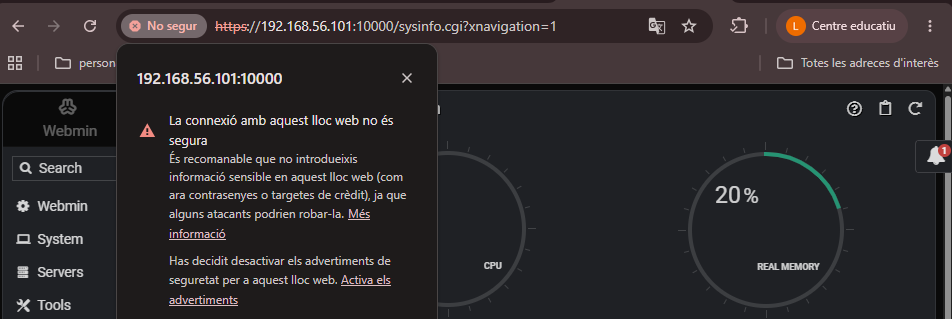 No segur
https://192.168.56.101:10000/sysinfo.cgi?xnavigation=1
L
Centre educatiu
person
Totes les adreces d'interès
192.168.56.101:10000
La connexió amb aquest lloc web no és
segura
És recomanable que no introdueixis
informació sensible en aquest lloc web (com
ara contrasenyes o targetes de crèdit), ja que
alguns atacants podrien robar-la. Més
informació
Has decidit desactivar els advertiments de
seguretat per a aquest lloc web. Activa els
advertiments
Webmin
Search
Webmin
System
Servers
Tools
CPU
20%
REAL MEMORY
1